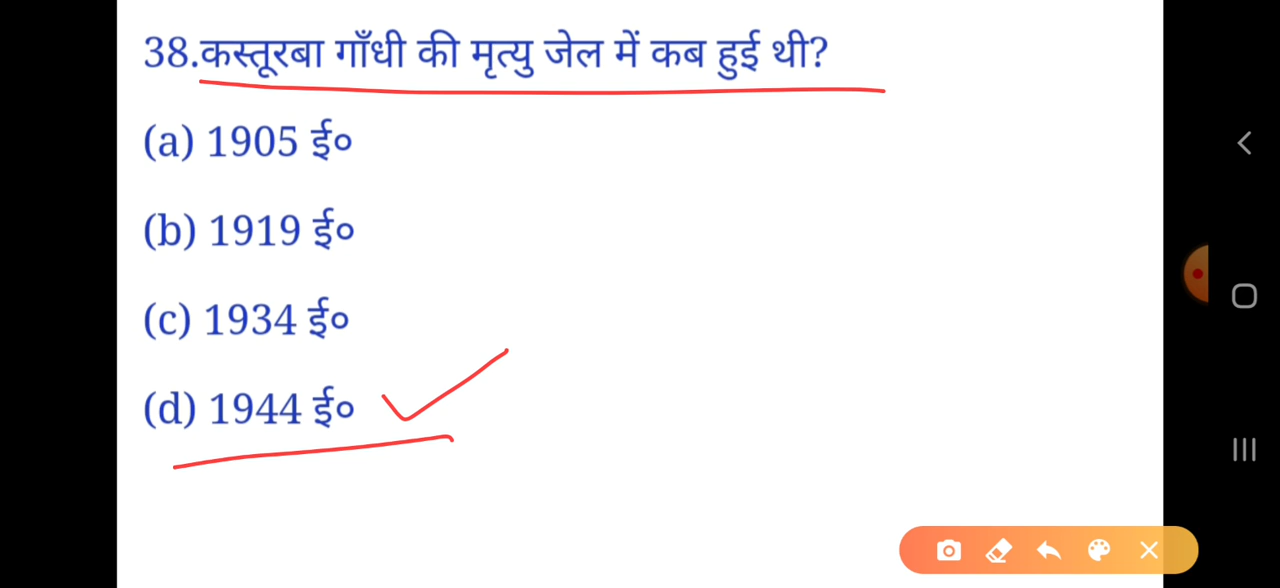 38.कस्तूरबा गाँधी की मृत्यु जेल में कब हुई थी?
(a) 1905 ई०
(b) 1919 ई०
(c) 1934 ई०
(d) 1944 ई०